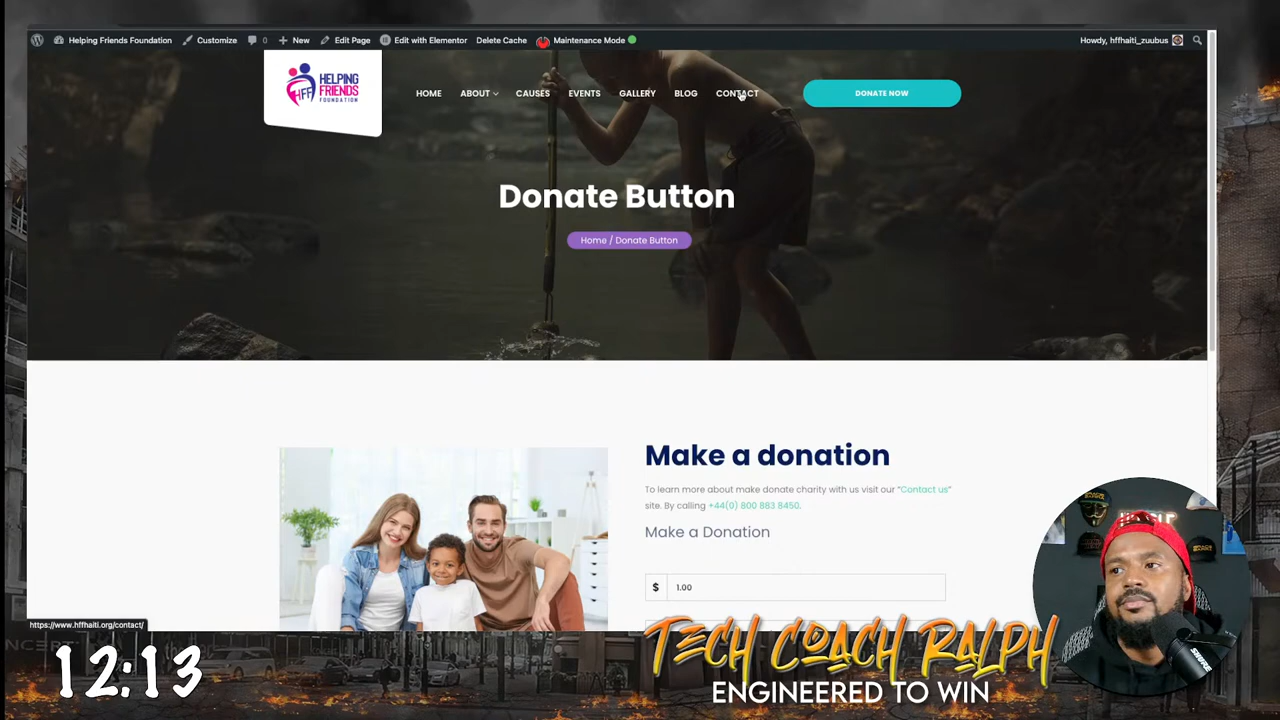 Helping Friends Foundation Customize 0 New Edit Page Edit with Elementor Delete Cache Maintenance Mode Howdy, hffhaiti_zuubus
HFF HELPING
FRIENDS
FOUNDATION
HOME ABOUT CAUSES EVENTS GALLERY BLOG CONTACT DONATE NOW
Donate Button
Home / Donate Button
Make a donation
To learn more about make donate charity with us visit our "Contact us"
site. By calling +44(0) 800 883 8450.
Make a Donation
$ 1.00
https://www.hffhaiti.org/contact/
12:13
TECH COACH RALPH
ENGINEERED TO WIN
SHURE